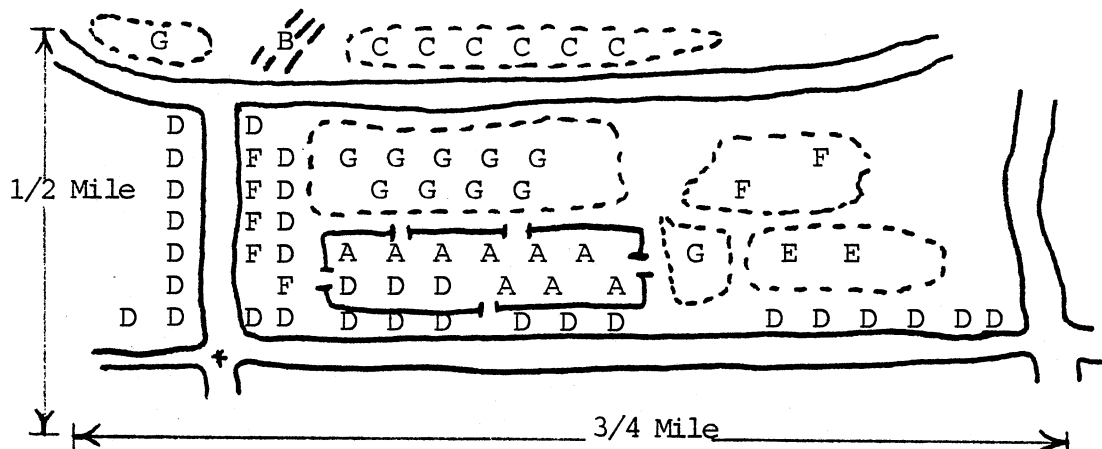 G B C C C C C C
D D
D F D G G G G G F
1/2 Mile D F D G G G G F
D F D
D F D A A A A A A G E E
D F D D D A A A
D D D D D D D D D D D D D D D D
*
3/4 Mile